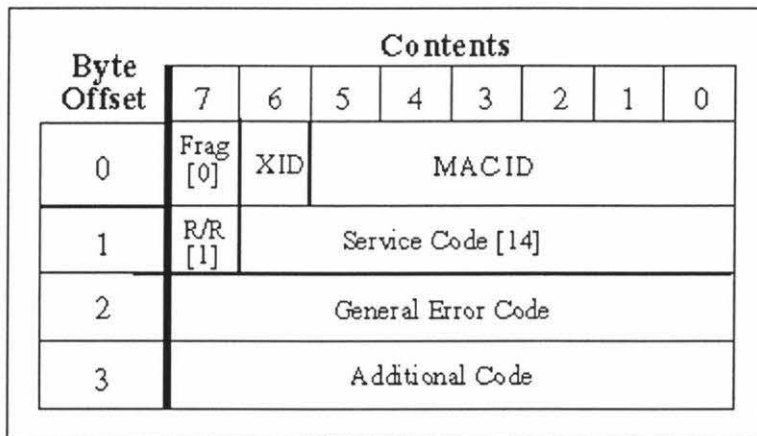 Contents
Byte
Offset
7 6 5 4 3 2 1 0
0 Frag [0] XID MACID
1 R/R [1] Service Code [14]
2 General Error Code
3 Additional Code